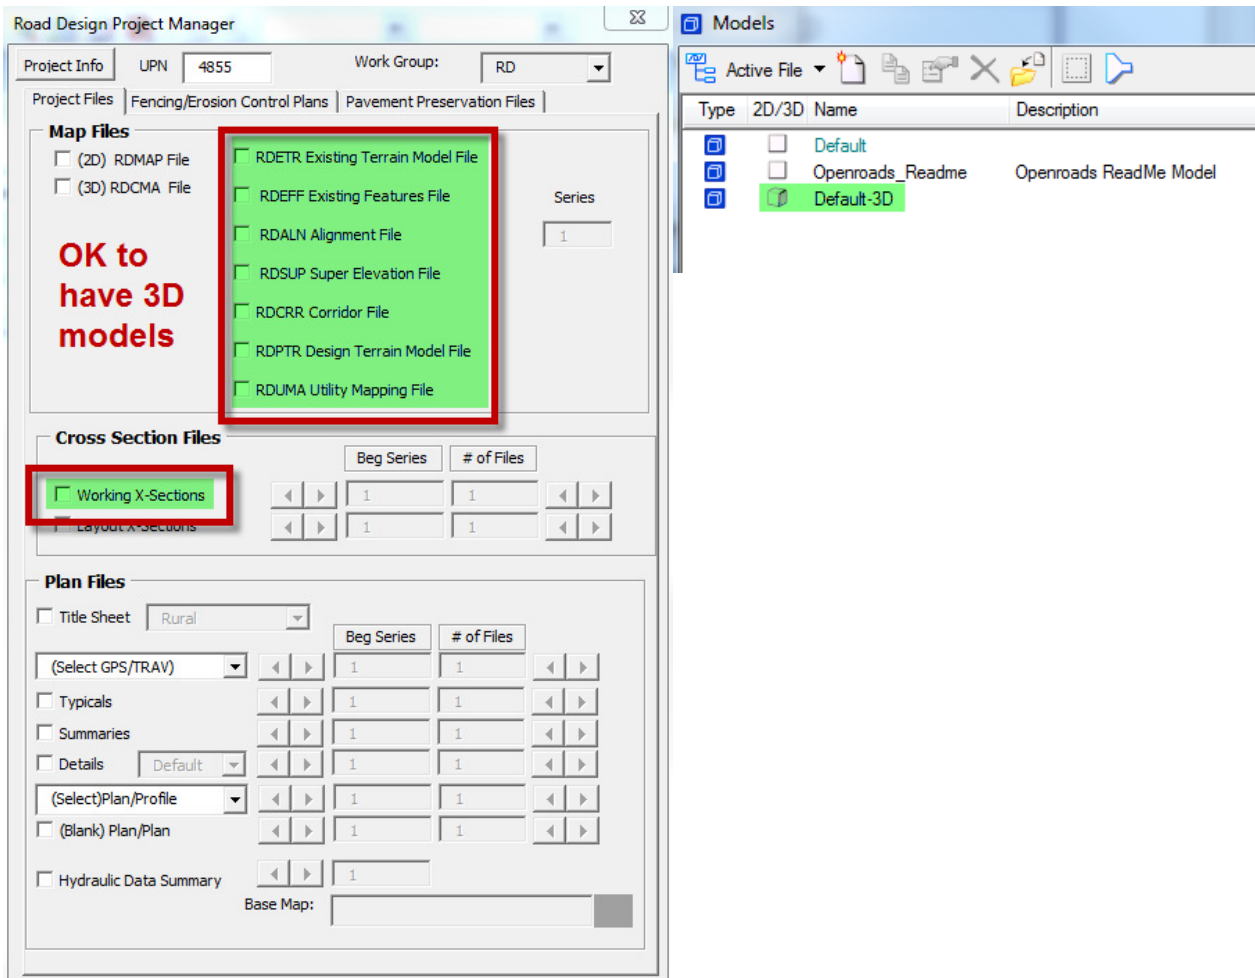 Road Design Project Manager
Project Info UPN 4855 Work Group: RD
Project Files Fencing/Erosion Control Plans Pavement Preservation Files
Map Files
(2D) RDMAP File
(3D) RDCMA File
OK to
have 3D
models
RDETR Existing Terrain Model File
RDEFF Existing Features File
RDALN Alignment File
RDSUP Super Elevation File
RDCRR Corridor File
RDPTR Design Terrain Model File
RDUMA Utility Mapping File
Series
1
Cross Section Files
Beg Series # of Files
Working X-Sections 1 1
Layout X-Sections 1 1
Plan Files
Title Sheet Rural
Beg Series # of Files
(Select GPS/TRAV) 1 1
Typicals 1 1
Summaries 1 1
Details Default 1 1
(Select)Plan/Profile 1 1
(Blank) Plan/Plan 1 1
Hydraulic Data Summary 1
Base Map:
Models
Active File
Type 2D/3D Name Description
Default
Openroads_Readme Openroads ReadMe Model
Default-3D